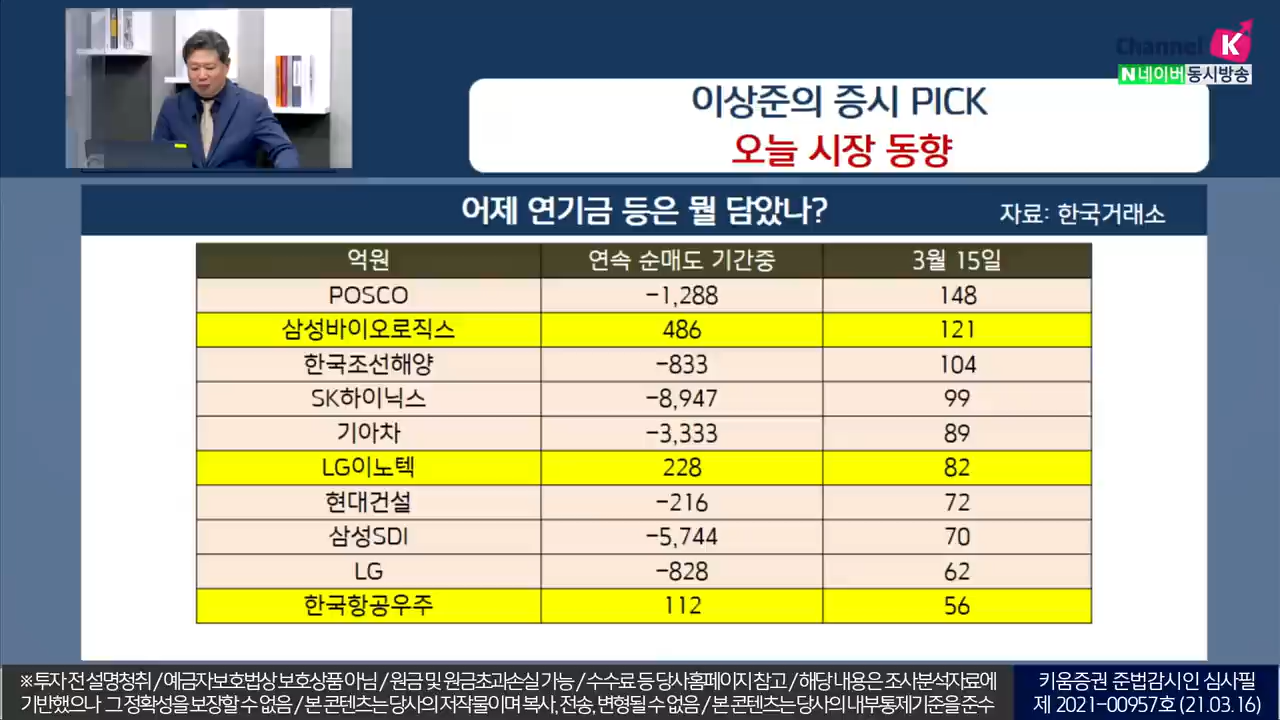 Channel K
N네이버동시방송
이상준의 증시 PICK
오늘 시장 동향
어제 연기금 등은 뭘 담았나?
자료: 한국거래소
억원 연속 순매도 기간중 3월 15일
POSCO -1,288 148
삼성바이오로직스 486 121
한국조선해양 -833 104
SK하이닉스 -8,947 99
기아차 -3,333 89
LG이노텍 228 82
현대건설 -216 72
삼성SDI -5,744 70
LG -828 62
한국항공우주 112 56
※투자 전 설명청취 / 예금자보호법상 보호상품 아님 / 원금 및 원금초과손실 가능 / 수수료 등 당사홈페이지 참고 / 해당 내용은 조사분석자료에
기반했으나 그 정확성을 보장할 수 없음 / 본 콘텐츠는 당사의 저작물이며 복사, 전송, 변형될 수 없음 / 본 콘텐츠는 당사의 내부통제기준을 준수
키움증권 준법감시인 심사필
제 2021-00957호 (21.03.16)